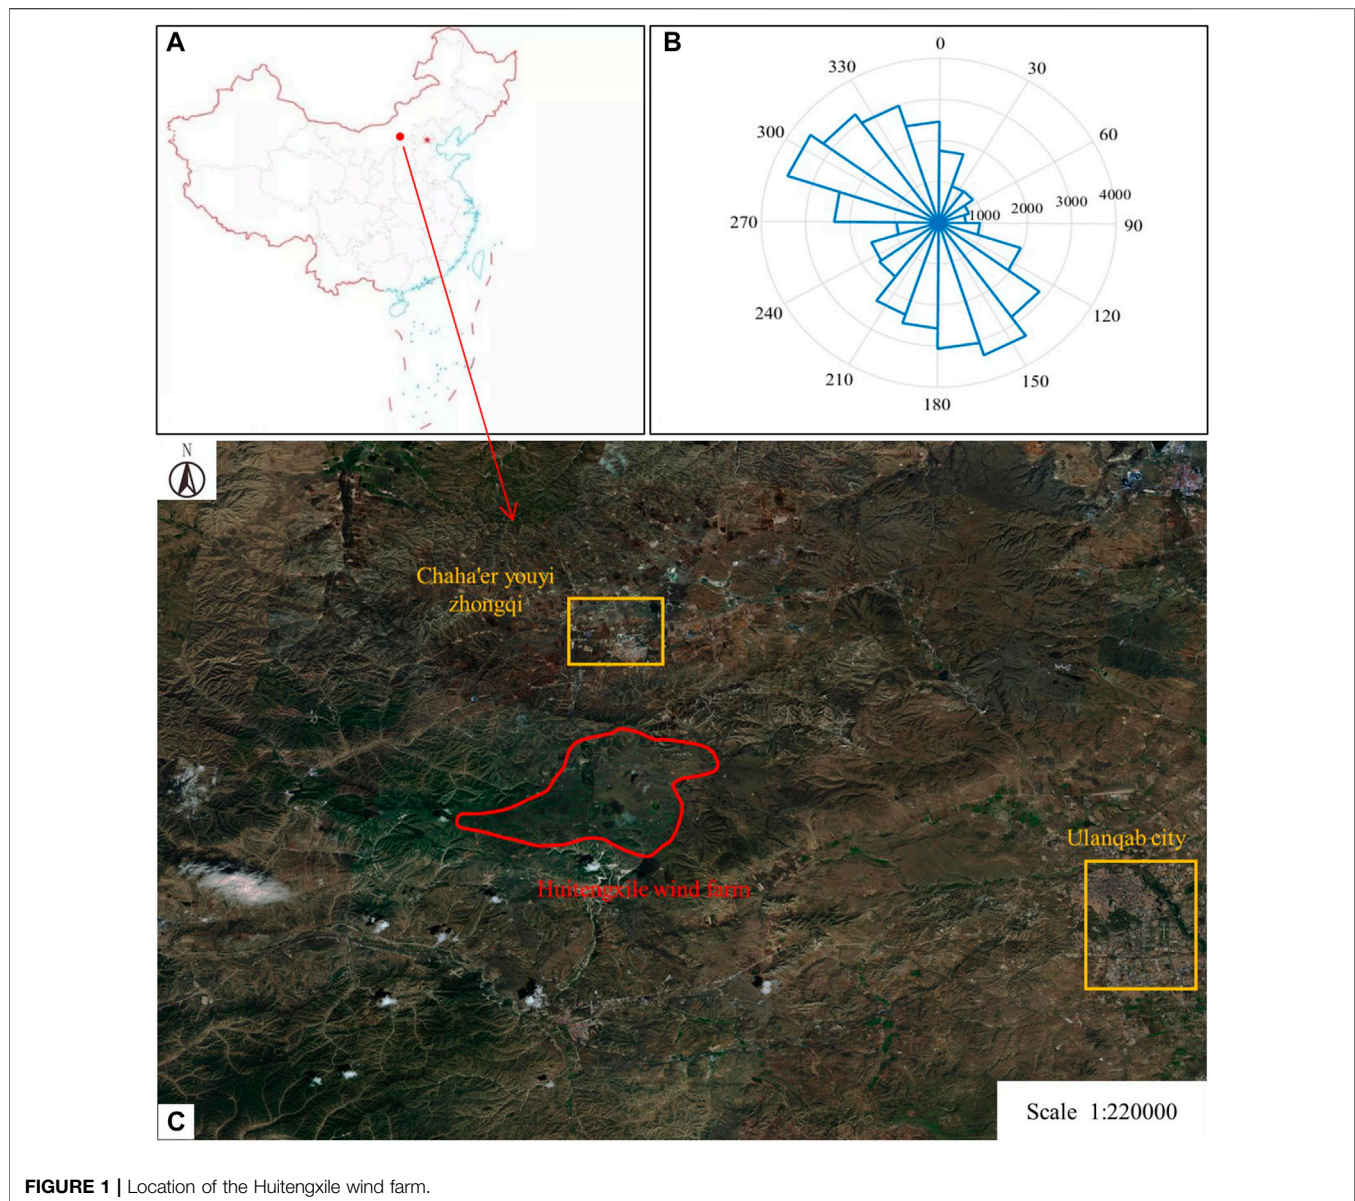 A
B
0
30
60
90
120
150
180
210
240
270
300
330
1000
2000
3000
4000
N
Chaha'er youyi
zhongqi
Huitengxile wind farm
Ulanqab city
C
Scale 1:220000
FIGURE 1 | Location of the Huitengxile wind farm.